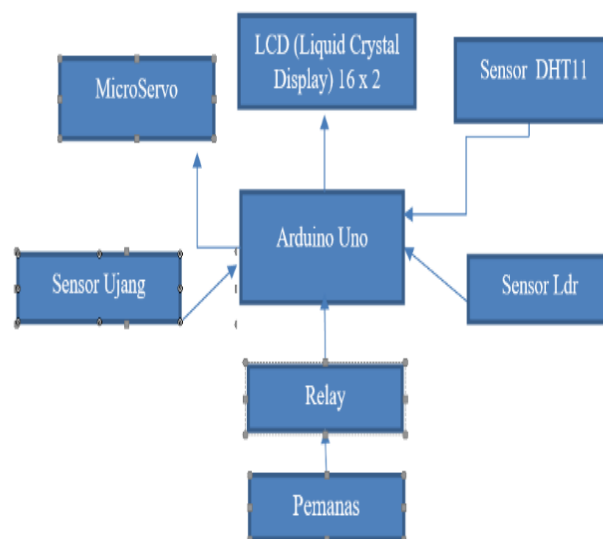 LCD (Liquid Crystal
Display) 16 x 2
MicroServo
Sensor DHT11
Arduino Uno
Sensor Ujang
Sensor Ldr
Relay
Pemanas